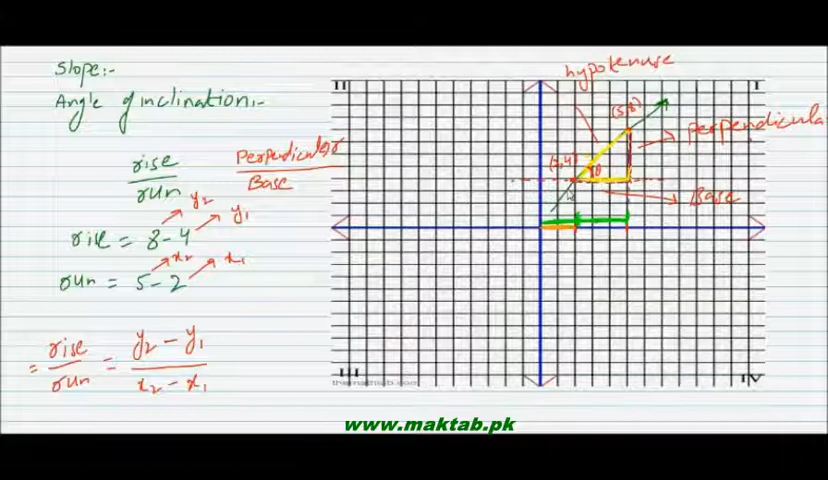 Slope:-
Angle of inclination:-
rise
run
Perpendicular
Base
y2
y1
rise = 8 - 4
x2
x1
run = 5 - 2
= rise = y2 - y1
run x2 - x1
II
I
hypotenuse
(5,8)
Perpendicular
(2,4)
θ
Base
III
IV
www.maktab.pk